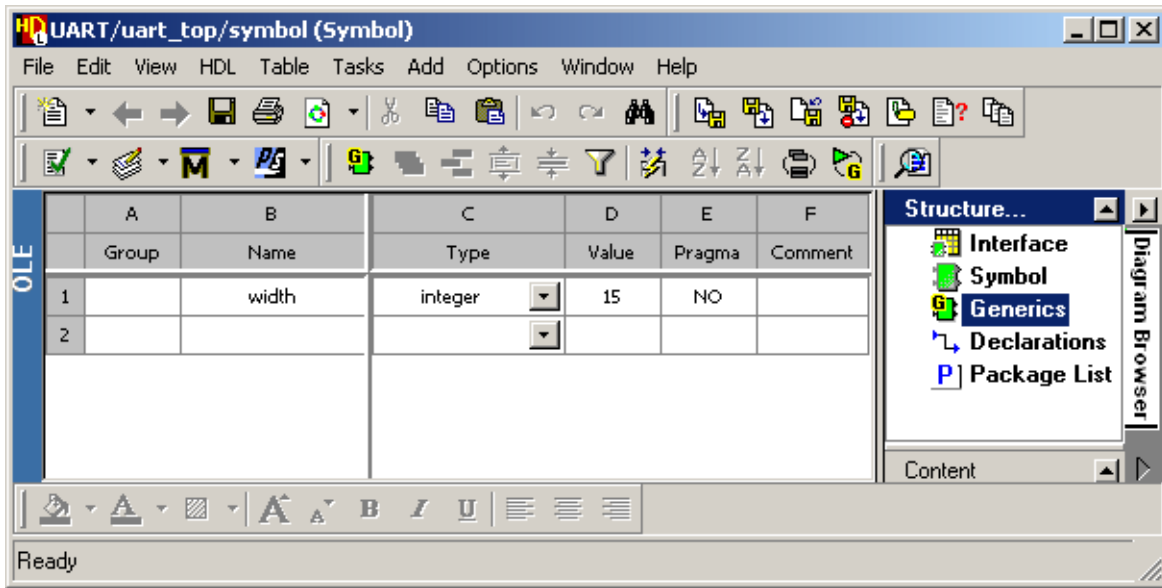 UART/uart_top/symbol (Symbol)
File Edit View HDL Table Tasks Add Options Window Help
A B C D E F
Group Name Type Value Pragma Comment
1 width integer 15 NO
2
OLE
Structure...
Interface
Symbol
G Generics
Declarations
P Package List
Diagram Browser
Content
A A A B I U
Ready